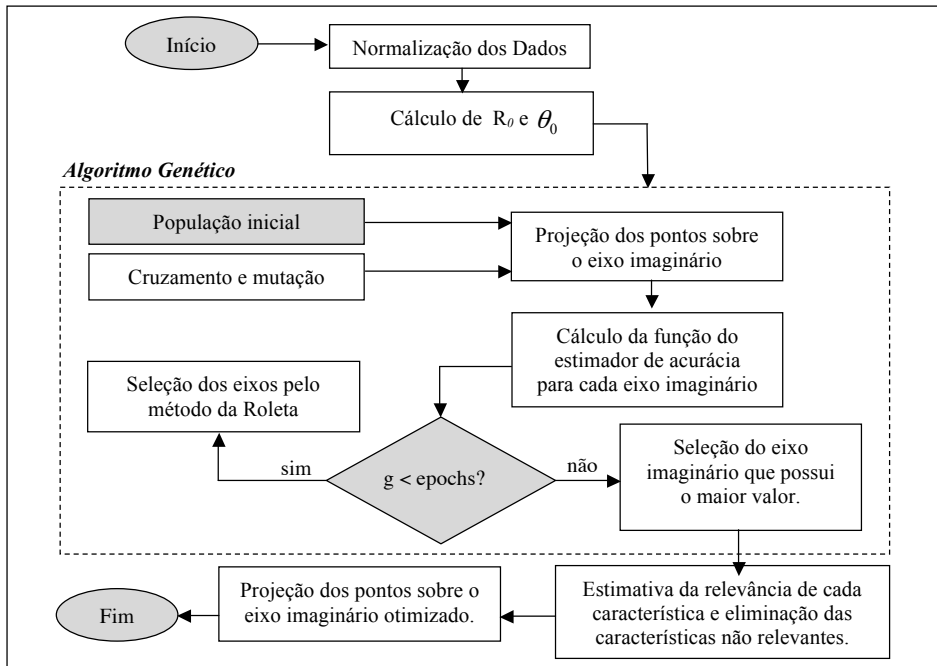 Início
Normalização dos Dados
Cálculo de R0 e θ0
Algoritmo Genético
População inicial
Cruzamento e mutação
Projeção dos pontos sobre
o eixo imaginário
Cálculo da função do
estimador de acurácia
para cada eixo imaginário
Seleção dos eixos pelo
método da Roleta
sim
g < epochs?
não
Seleção do eixo
imaginário que possui
o maior valor.
Estimativa da relevância de cada
característica e eliminação das
características não relevantes.
Projeção dos pontos sobre o
eixo imaginário otimizado.
Fim